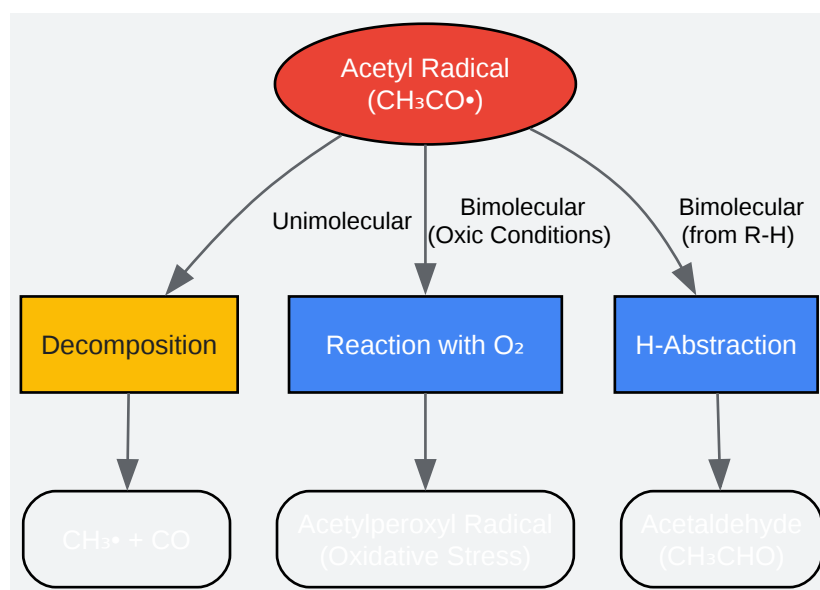 Acetyl Radical
(CH₃CO•)
Unimolecular
Bimolecular
(Oxic Conditions)
Bimolecular
(from R-H)
Decomposition
Reaction with O₂
H-Abstraction
CH₃• + CO
Acetylperoxyl Radical
(Oxidative Stress)
Acetaldehyde
(CH₃CHO)